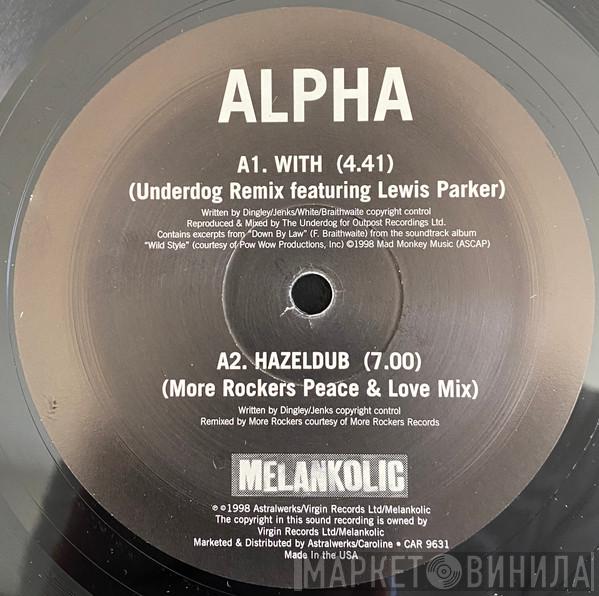 ALPHA
A1. WITH (4.41)
(Underdog Remix featuring Lewis Parker)
Written by Dingley/Jenks/White/Braithwaite copyright control
Reproduced & Mixed by The Underdog for Outpost Recordings Ltd.
Contains excerpts from "Down By Law" (F. Braithwaite) from the soundtrack album
"Wild Style" (courtesy of Pow Wow Productions, Inc) ©1998 Mad Monkey Music (ASCAP)
A2. HAZELDUB (7.00)
(More Rockers Peace & Love Mix)
Written by Dingley/Jenks copyright control
Remixed by More Rockers courtesy of More Rockers Records
MELANKOLIC
℗ ©1998 Astralwerks/Virgin Records Ltd/Melankolic
The copyright in this sound recording is owned by
Virgin Records Ltd/Melankolic
Marketed & Distributed by Astralwerks/Caroline • CAR 9631
Made In the USA
МАРКЕТ ВИНИЛА